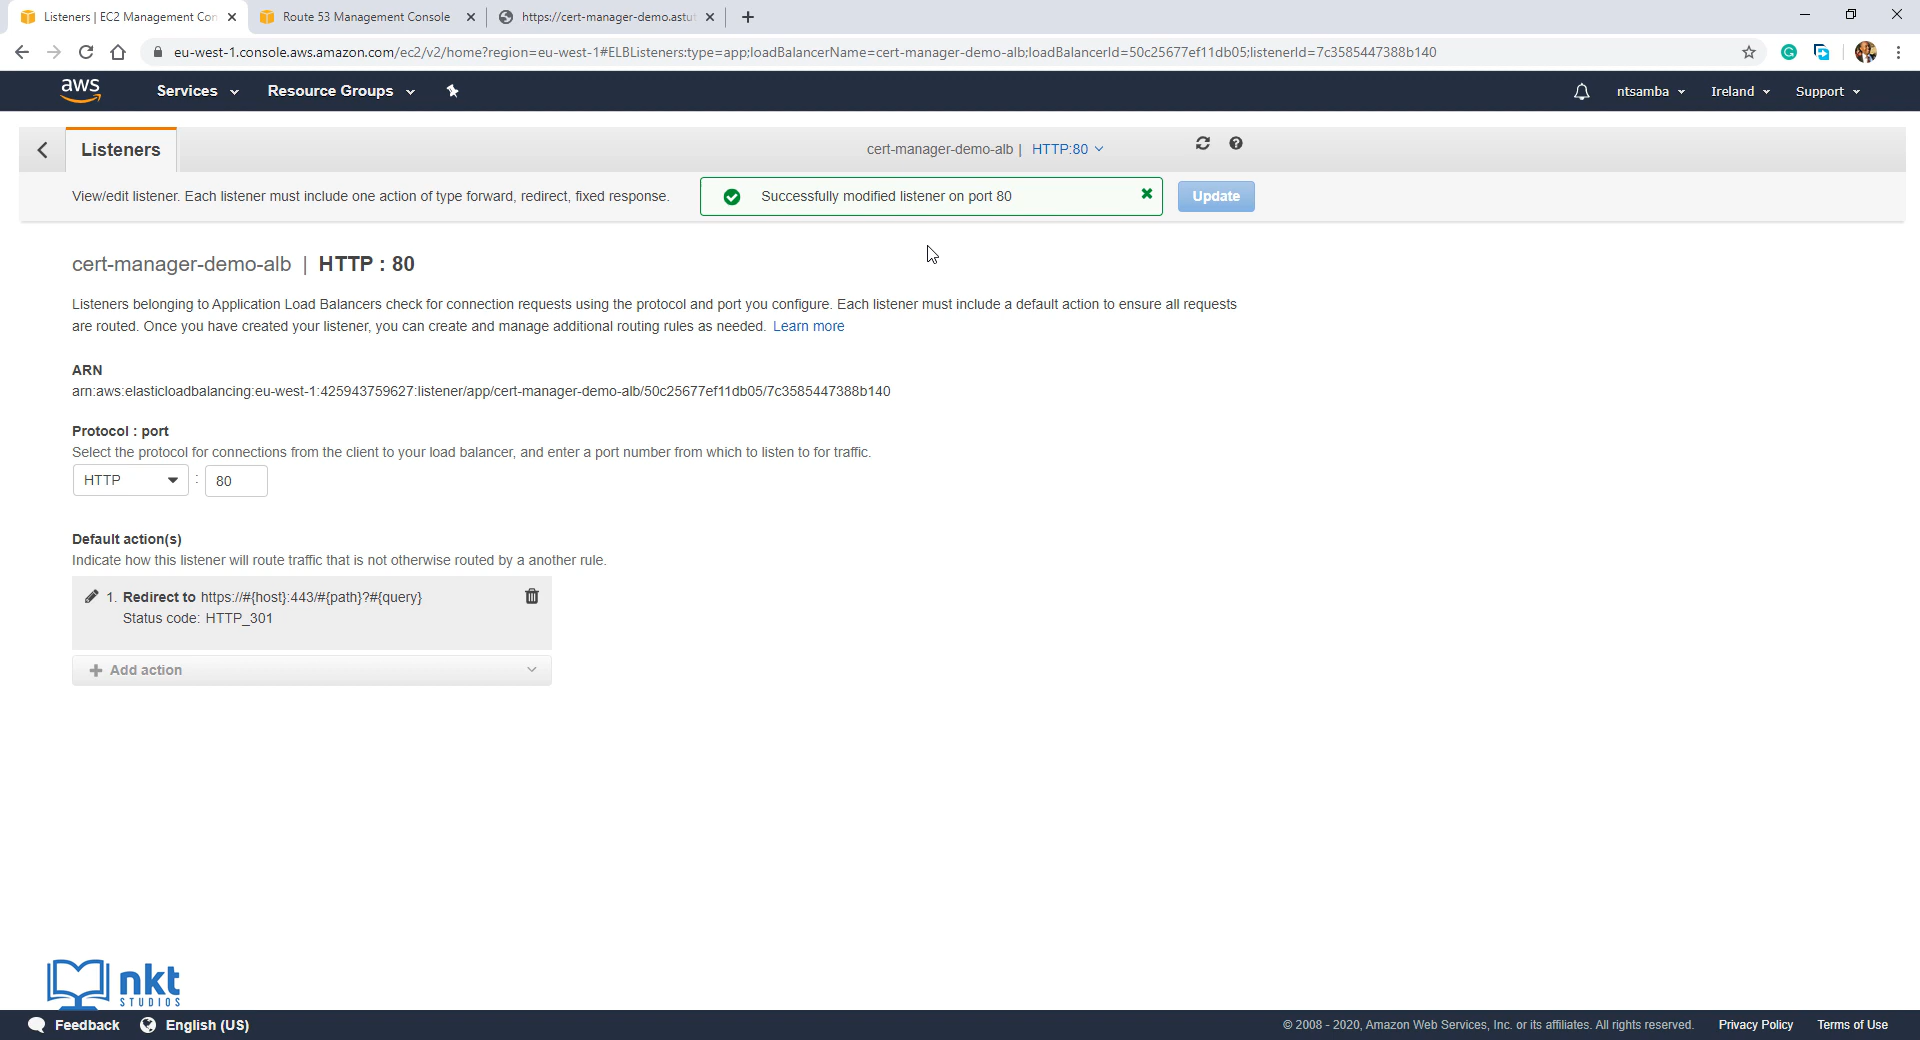 Listeners | EC2 Management Con
Route 53 Management Console
https://cert-manager-demo.astut
eu-west-1.console.aws.amazon.com/ec2/v2/home?region=eu-west-1#ELBListeners:type=app;loadBalancerName=cert-manager-demo-alb;loadBalancerId=50c25677ef11db05;listenerId=7c3585447388b140
aws
Services
Resource Groups
ntsamba
Ireland
Support
Listeners
cert-manager-demo-alb | HTTP:80
View/edit listener. Each listener must include one action of type forward, redirect, fixed response.
Successfully modified listener on port 80
Update
cert-manager-demo-alb | HTTP : 80
Listeners belonging to Application Load Balancers check for connection requests using the protocol and port you configure. Each listener must include a default action to ensure all requests
are routed. Once you have created your listener, you can create and manage additional routing rules as needed. Learn more
ARN
arn:aws:elasticloadbalancing:eu-west-1:425943759627:listener/app/cert-manager-demo-alb/50c25677ef11db05/7c3585447388b140
Protocol : port
Select the protocol for connections from the client to your load balancer, and enter a port number from which to listen to for traffic.
HTTP : 80
Default action(s)
Indicate how this listener will route traffic that is not otherwise routed by a another rule.
1. Redirect to https://#{host}:443/#{path}?#{query}
Status code: HTTP_301
Add action
nkt
STUDIOS
Feedback
English (US)
© 2008 - 2020, Amazon Web Services, Inc. or its affiliates. All rights reserved.
Privacy Policy
Terms of Use